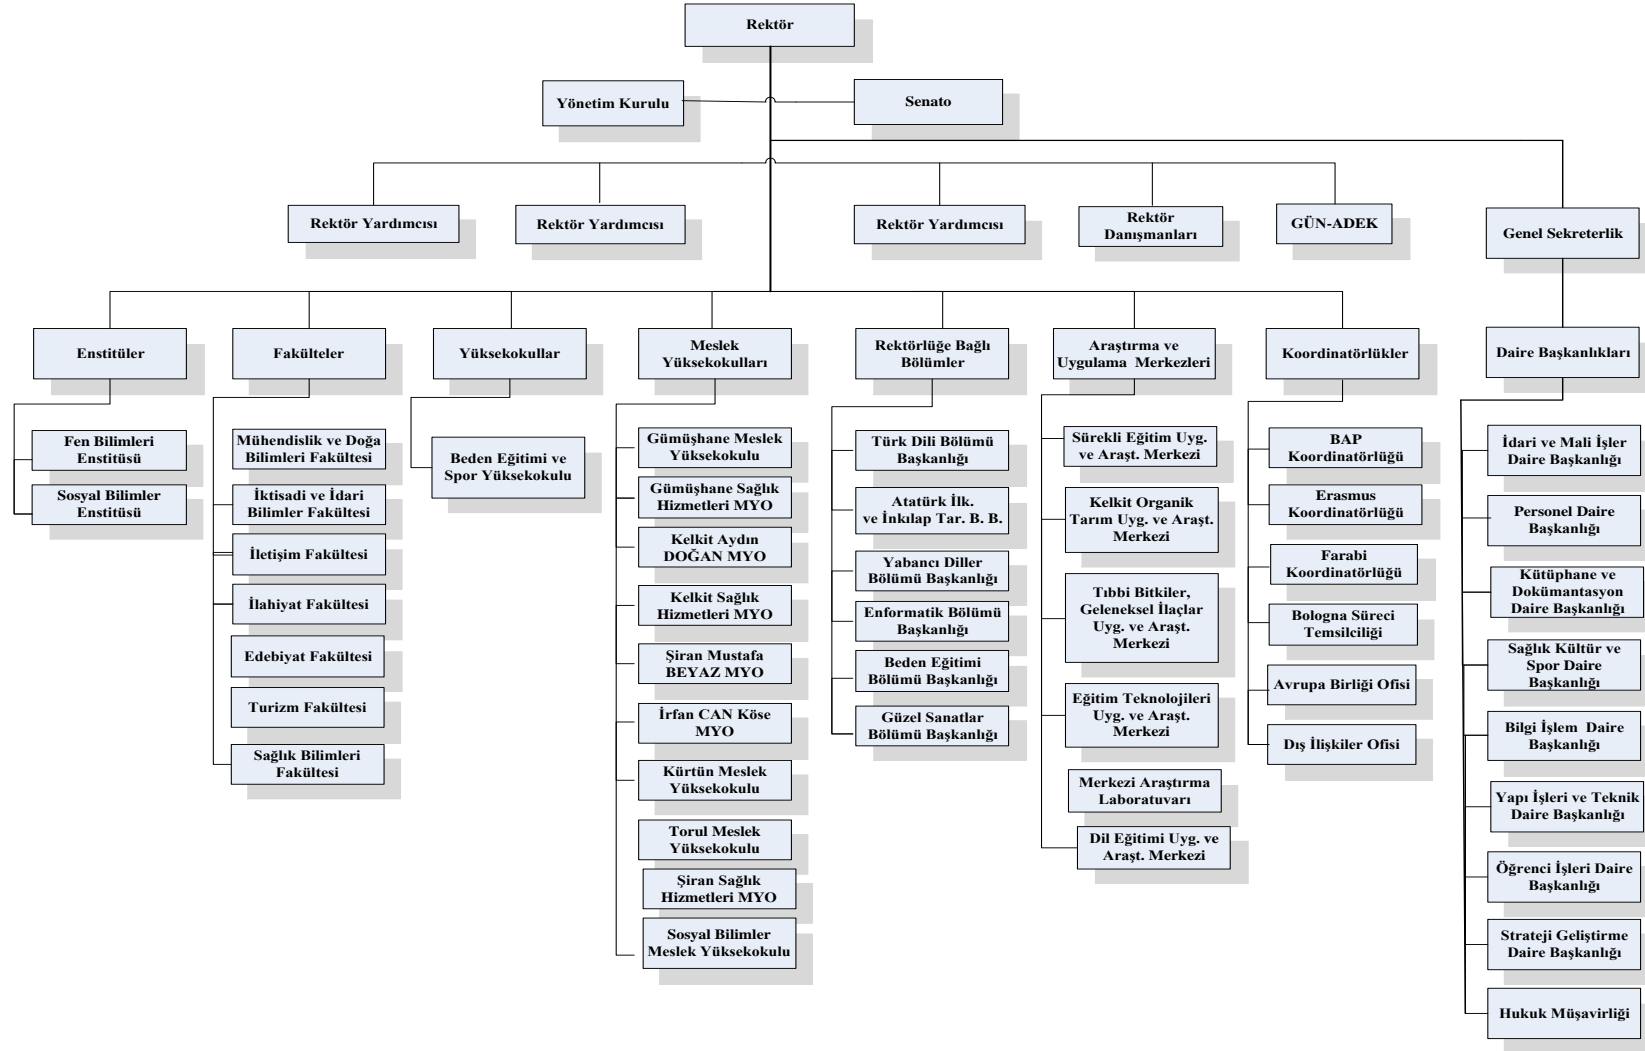 Rektör
Yönetim Kurulu
Senato
Rektör Yardımcısı
Rektör Yardımcısı
Rektör Yardımcısı
Rektör
Danışmanları
GÜN-ADEK
Genel Sekreterlik
Enstitüler
Fakülteler
Yüksekokullar
Meslek
Yüksekokulları
Rektörlüğe Bağlı
Bölümler
Araştırma ve
Uygulama Merkezleri
Koordinatörlükler
Daire Başkanlıkları
Fen Bilimleri
Enstitüsü
Sosyal Bilimler
Enstitüsü
Mühendislik ve Doğa
Bilimleri Fakültesi
İktisadi ve İdari
Bilimler Fakültesi
İletişim Fakültesi
İlahiyat Fakültesi
Edebiyat Fakültesi
Turizm Fakültesi
Sağlık Bilimleri
Fakültesi
Beden Eğitimi ve
Spor Yüksekokulu
Gümüşhane Meslek
Yüksekokulu
Gümüşhane Sağlık
Hizmetleri MYO
Kelkit Aydın
DOĞAN MYO
Kelkit Sağlık
Hizmetleri MYO
Şiran Mustafa
BEYAZ MYO
İrfan CAN Köse
MYO
Kürtün Meslek
Yüksekokulu
Torul Meslek
Yüksekokulu
Şiran Sağlık
Hizmetleri MYO
Sosyal Bilimler
Meslek Yüksekokulu
Türk Dili Bölümü
Başkanlığı
Atatürk İlk.
ve İnkılap Tar. B. B.
Yabancı Diller
Bölümü Başkanlığı
Enformatik Bölümü
Başkanlığı
Beden Eğitimi
Bölümü Başkanlığı
Güzel Sanatlar
Bölümü Başkanlığı
Sürekli Eğitim Uyg.
ve Araşt. Merkezi
Kelkit Organik
Tarım Uyg. ve Araşt.
Merkezi
Tıbbi Bitkiler,
Geleneksel İlaçlar
Uyg. ve Araşt.
Merkezi
Eğitim Teknolojileri
Uyg. ve Araşt.
Merkezi
Merkezi Araştırma
Laboratuvarı
Dil Eğitimi Uyg. ve
Araşt. Merkezi
BAP
Koordinatörlüğü
Erasmus
Koordinatörlüğü
Farabi
Koordinatörlüğü
Bologna Süreci
Temsilciliği
Avrupa Birliği Ofisi
Dış İlişkiler Ofisi
İdari ve Mali İşler
Daire Başkanlığı
Personel Daire
Başkanlığı
Kütüphane ve
Dokümantasyon
Daire Başkanlığı
Sağlık Kültür ve
Spor Daire
Başkanlığı
Bilgi İşlem Daire
Başkanlığı
Yapı İşleri ve Teknik
Daire Başkanlığı
Öğrenci İşleri Daire
Başkanlığı
Strateji Geliştirme
Daire Başkanlığı
Hukuk Müşavirliği